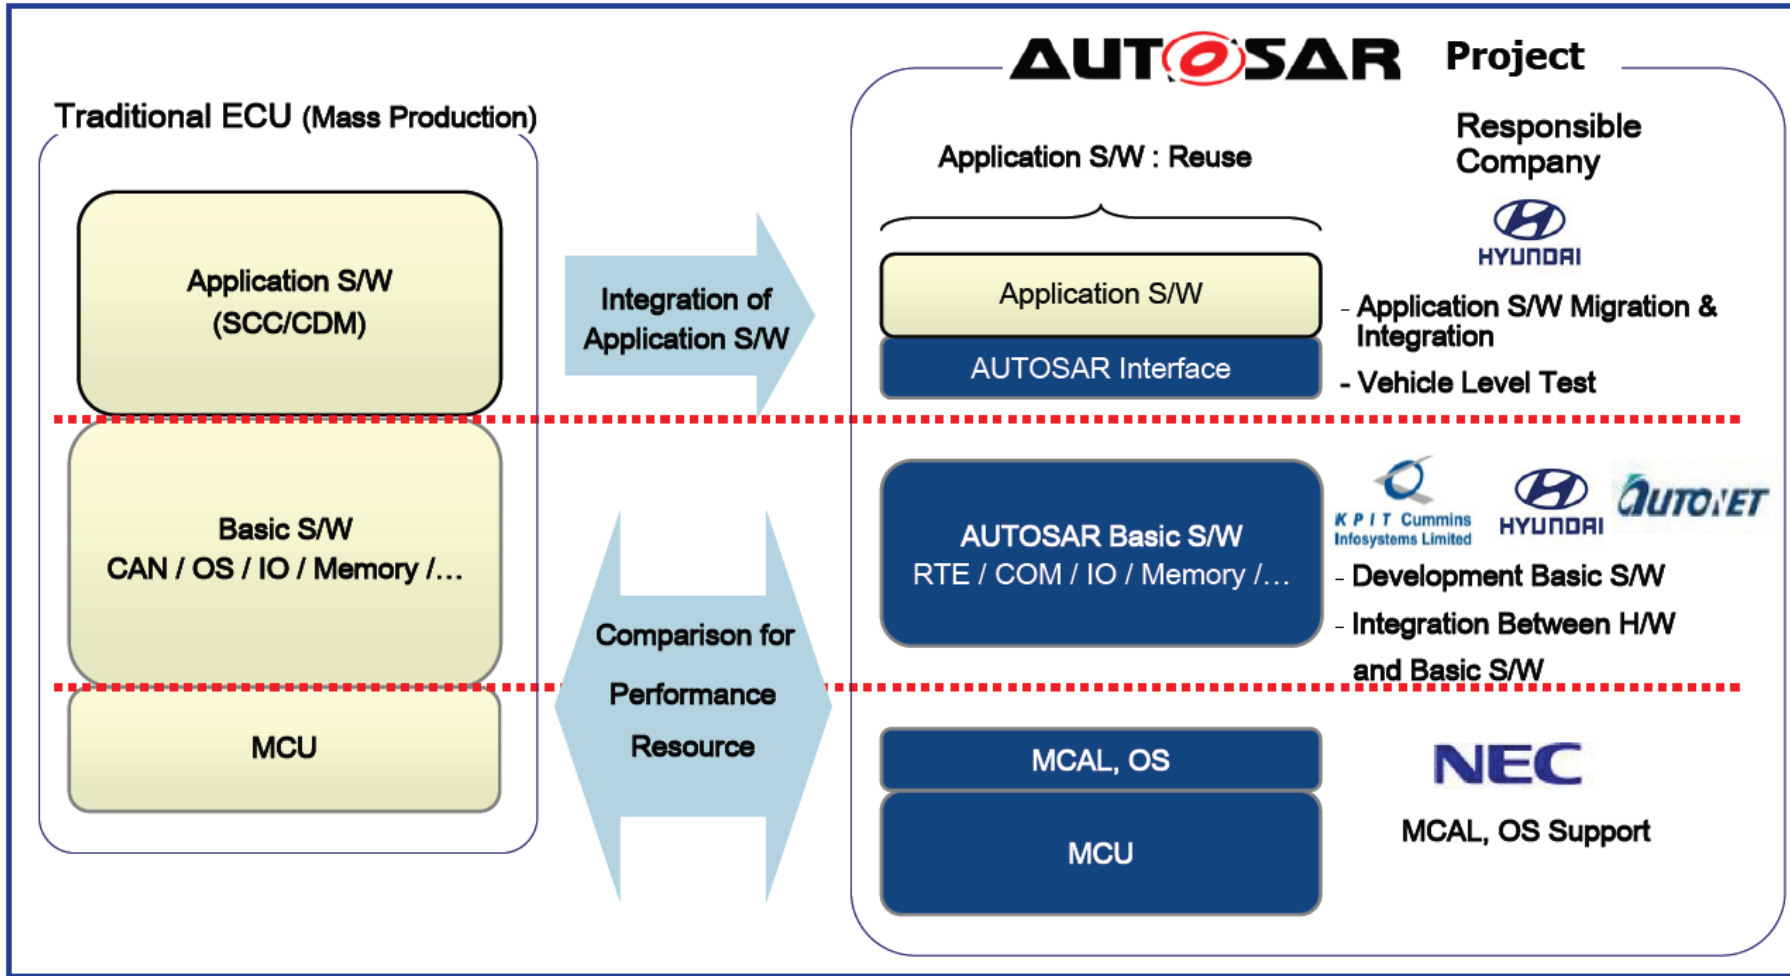 AUTOSAR Project
Traditional ECU (Mass Production)
Application S/W
(SCC/CDM)
Basic S/W
CAN / OS / IO / Memory /...
MCU
Integration of
Application S/W
Comparison for
Performance
Resource
Application S/W : Reuse
Application S/W
AUTOSAR Interface
AUTOSAR Basic S/W
RTE / COM / IO / Memory /...
MCAL, OS
MCU
Responsible
Company
HYUNDAI
- Application S/W Migration &
Integration
- Vehicle Level Test
KPIT Cummins
Infosystems Limited
HYUNDAI
AUTONET
- Development Basic S/W
- Integration Between H/W
and Basic S/W
NEC
MCAL, OS Support